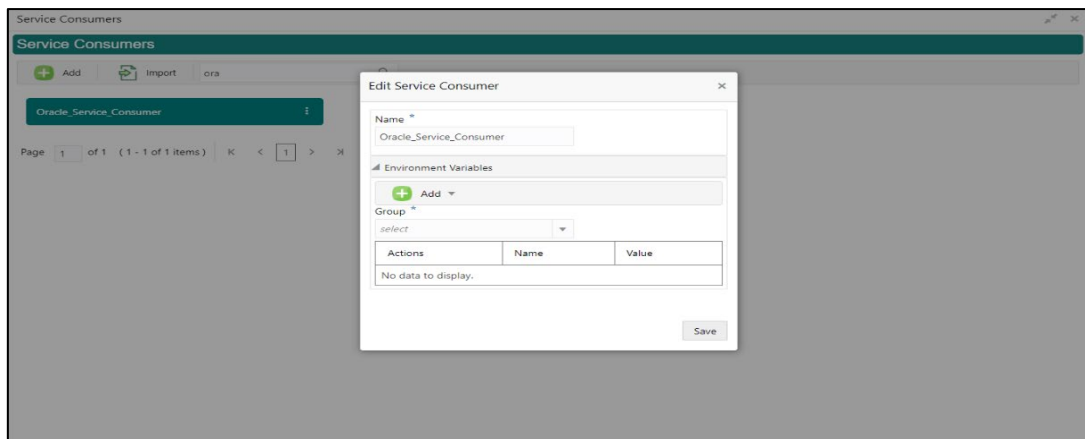 Service Consumers
Service Consumers
Add Import ora
Oracle_Service_Consumer
Page 1 of 1 (1 - 1 of 1 items) K < 1 > >|
Edit Service Consumer
Name *
Oracle_Service_Consumer
Environment Variables
Add
Group *
select
Actions Name Value
No data to display.
Save